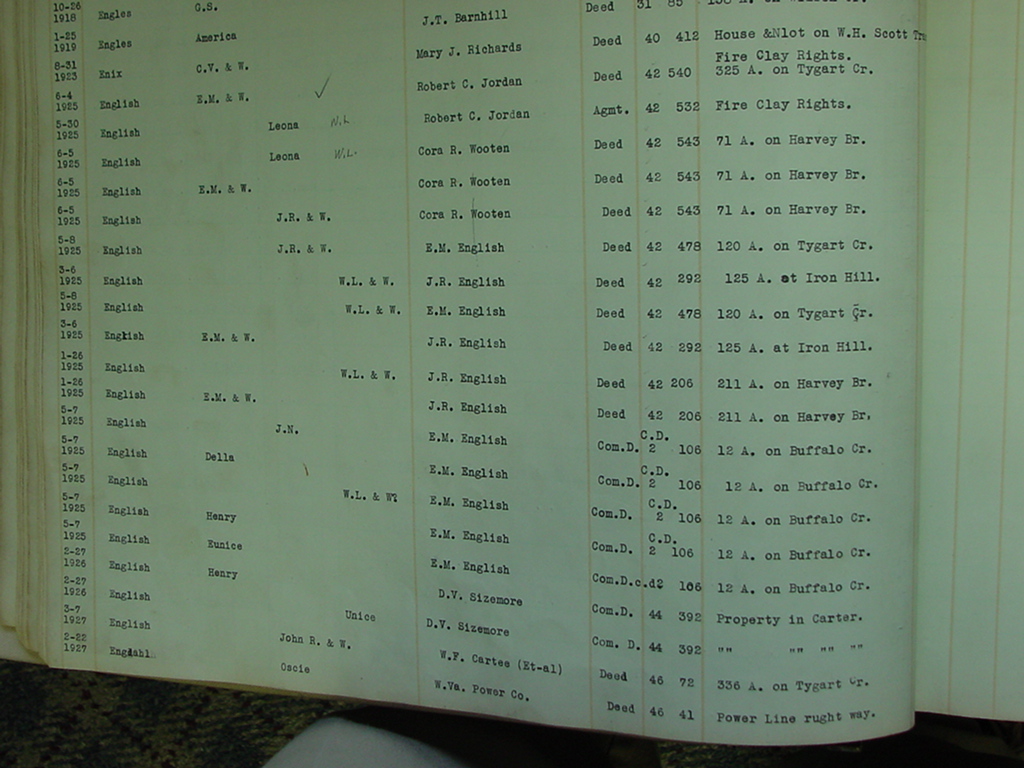 10-26 1918 Engles G.S.
1-25 1919 Engles America J.T. Barnhill Deed 31 85
8-31 1923 Enix C.V. & W. Mary J. Richards Deed 40 412 House &Nlot on W.H. Scott
6-4 1925 English E.M. & W. Robert C. Jordan Deed 42 540 Fire Clay Rights. 325 A. on Tygart Cr.
5-30 1925 English Leona N.L Robert C. Jordan Agmt. 42 532 Fire Clay Rights.
6-5 1925 English Leona W.L. Cora R. Wooten Deed 42 543 71 A. on Harvey Br.
6-5 1925 English E.M. & W. Cora R. Wooten Deed 42 543 71 A. on Harvey Br.
6-5 1925 English J.R. & W. Cora R. Wooten Deed 42 543 71 A. on Harvey Br.
5-8 1925 English J.R. & W. E.M. English Deed 42 478 120 A. on Tygart Cr.
3-6 1925 English W.L. & W. J.R. English Deed 42 292 125 A. at Iron Hill.
5-8 1925 English W.L. & W. E.M. English Deed 42 478 120 A. on Tygart Cr.
3-6 1925 English E.M. & W. J.R. English Deed 42 292 125 A. at Iron Hill.
1-26 1925 English W.L. & W. J.R. English Deed 42 206 211 A. on Harvey Br.
1-26 1925 English E.M. & W. J.R. English Deed 42 206 211 A. on Harvey Br.
5-7 1925 English J.N. E.M. English Com.D. C.D. 2 106 12 A. on Buffalo Cr.
5-7 1925 English Della E.M. English Com.D. C.D. 2 106 12 A. on Buffalo Cr.
5-7 1925 English W.L. & W? E.M. English Com.D. C.D. 2 106 12 A. on Buffalo Cr.
5-7 1925 English Henry E.M. English Com.D. C.D. 2 106 12 A. on Buffalo Cr.
5-7 1925 English Eunice E.M. English Com.D.c.d2 106 12 A. on Buffalo Cr.
2-27 1926 English Henry D.V. Sizemore Com.D. 44 392 Property in Carter.
2-27 1926 English Unice D.V. Sizemore Com. D. 44 392 "" "" "" ""
3-7 1927 English John R. & W. W.F. Cartee (Et-al) Deed 46 72 336 A. on Tygart Cr.
2-22 1927 Engdahl Oscie W.Va. Power Co. Deed 46 41 Power Line rught way.